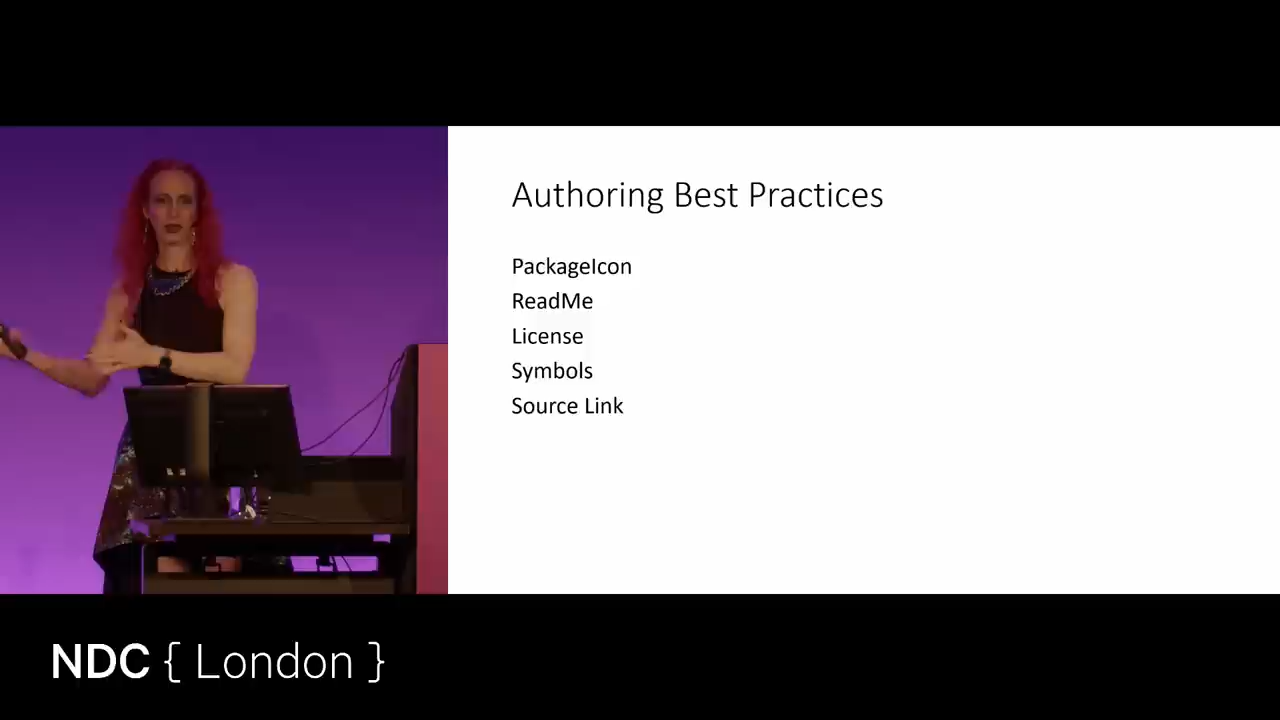 Authoring Best Practices
PackageIcon
ReadMe
License
Symbols
Source Link
NDC { London }